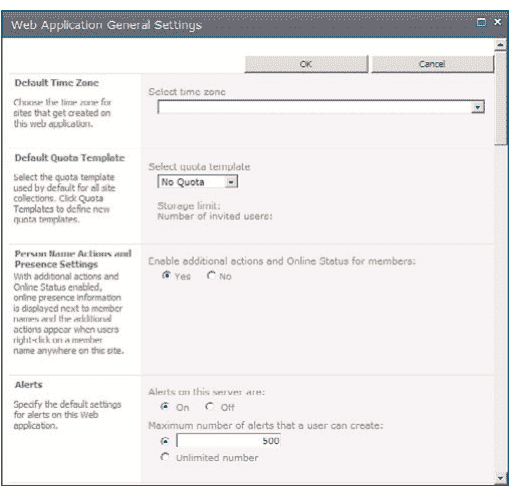 Web Application General Settings
OK
Cancel
Default Time Zone
Choose the time zone for
sites that get created on
this web application.
Select time zone
Default Quota Template
Select the quota template
used by default for all site
collections. Click Quota
Templates to define new
quota templates.
Select quota template
No Quota
Storage limit:
Number of invited users:
Person Name Actions and
Presence Settings
With additional actions and
Online Status enabled,
online presence information
is displayed next to member
names and the additional
actions appear when users
right-click on a member
name anywhere on this site.
Enable additional actions and Online Status for members:
Yes No
Alerts
Specify the default settings
for alerts on this Web
application.
Alerts on this server are:
On Off
Maximum number of alerts that a user can create:
500
Unlimited number